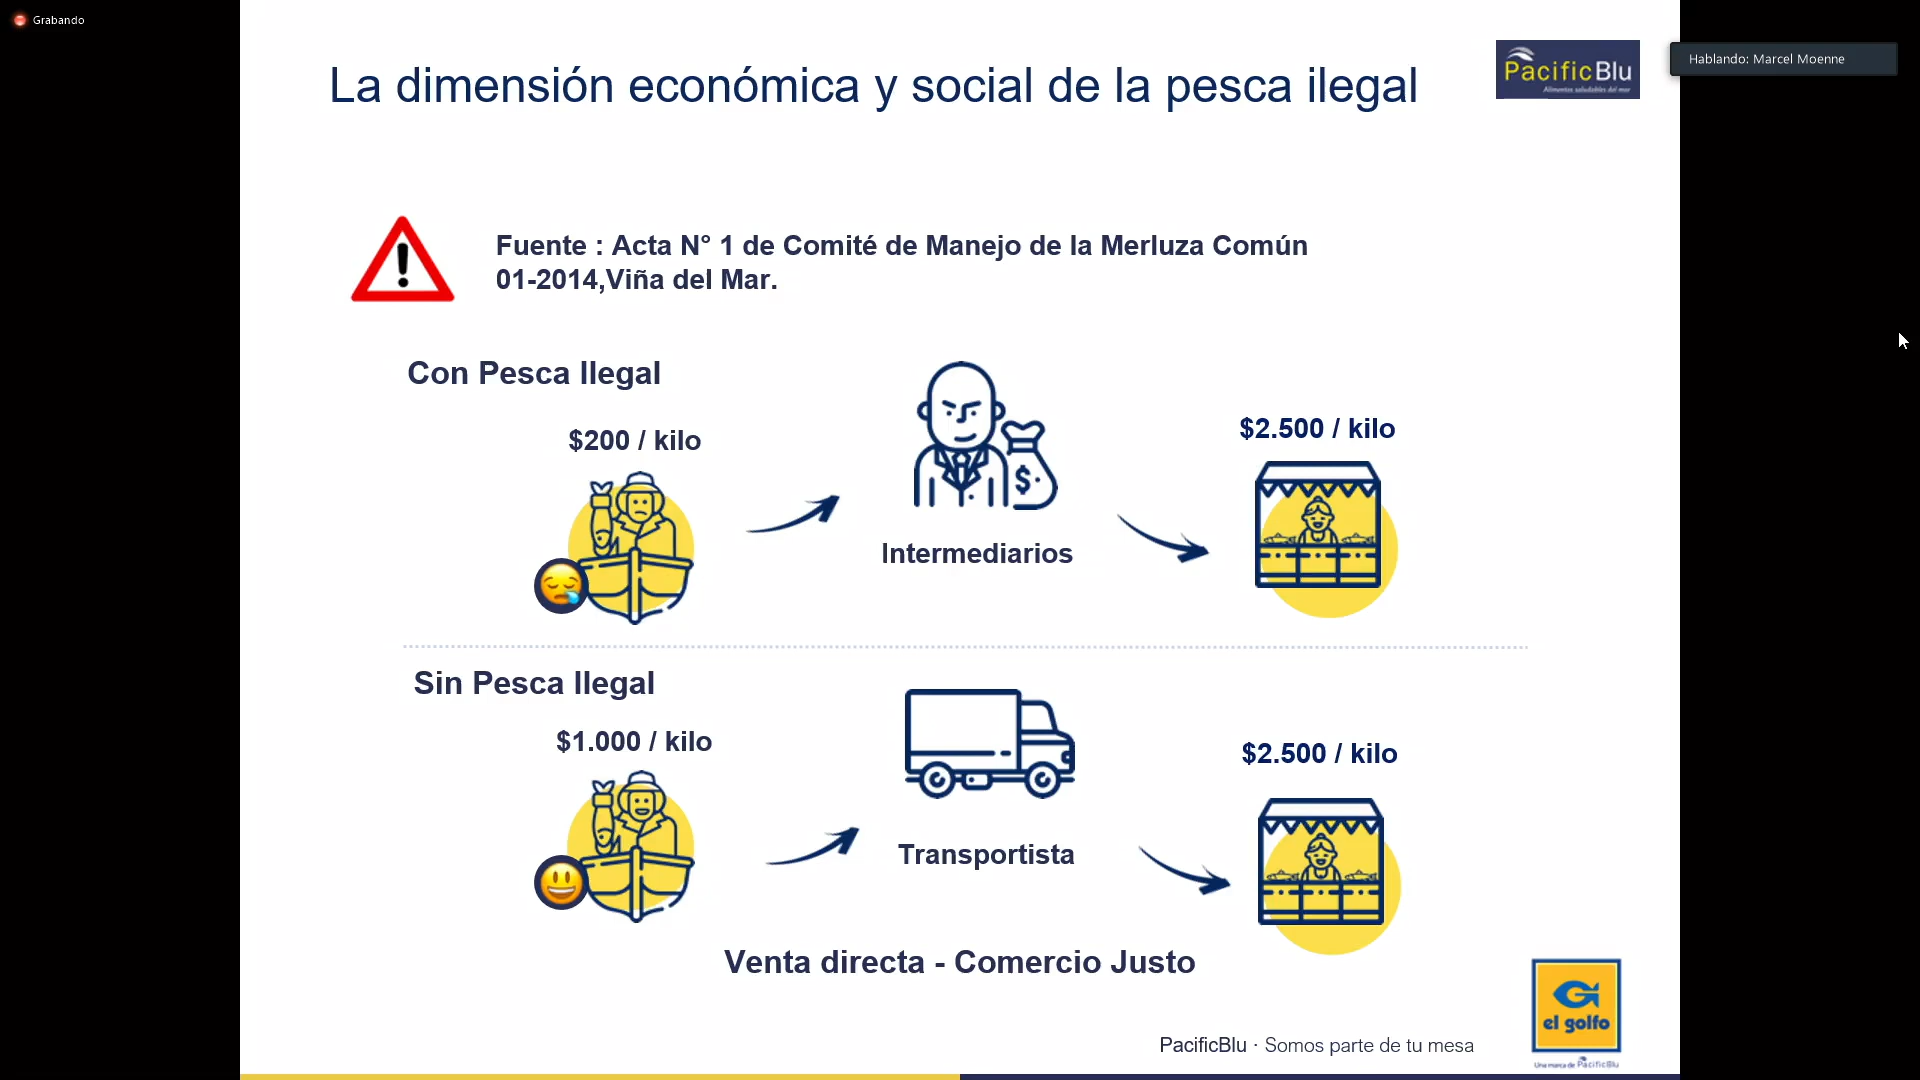 Grabando
Hablando: Marcel Moenne
La dimensión económica y social de la pesca ilegal
PacificBlu
Alimentos saludables del mar
Fuente : Acta N° 1 de Comité de Manejo de la Merluza Común
01-2014,Viña del Mar.
Con Pesca Ilegal
$200 / kilo
$2.500 / kilo
Intermediarios
Sin Pesca Ilegal
$1.000 / kilo
$2.500 / kilo
Transportista
Venta directa - Comercio Justo
el golfo
Una marca de PacificBlu
PacificBlu · Somos parte de tu mesa